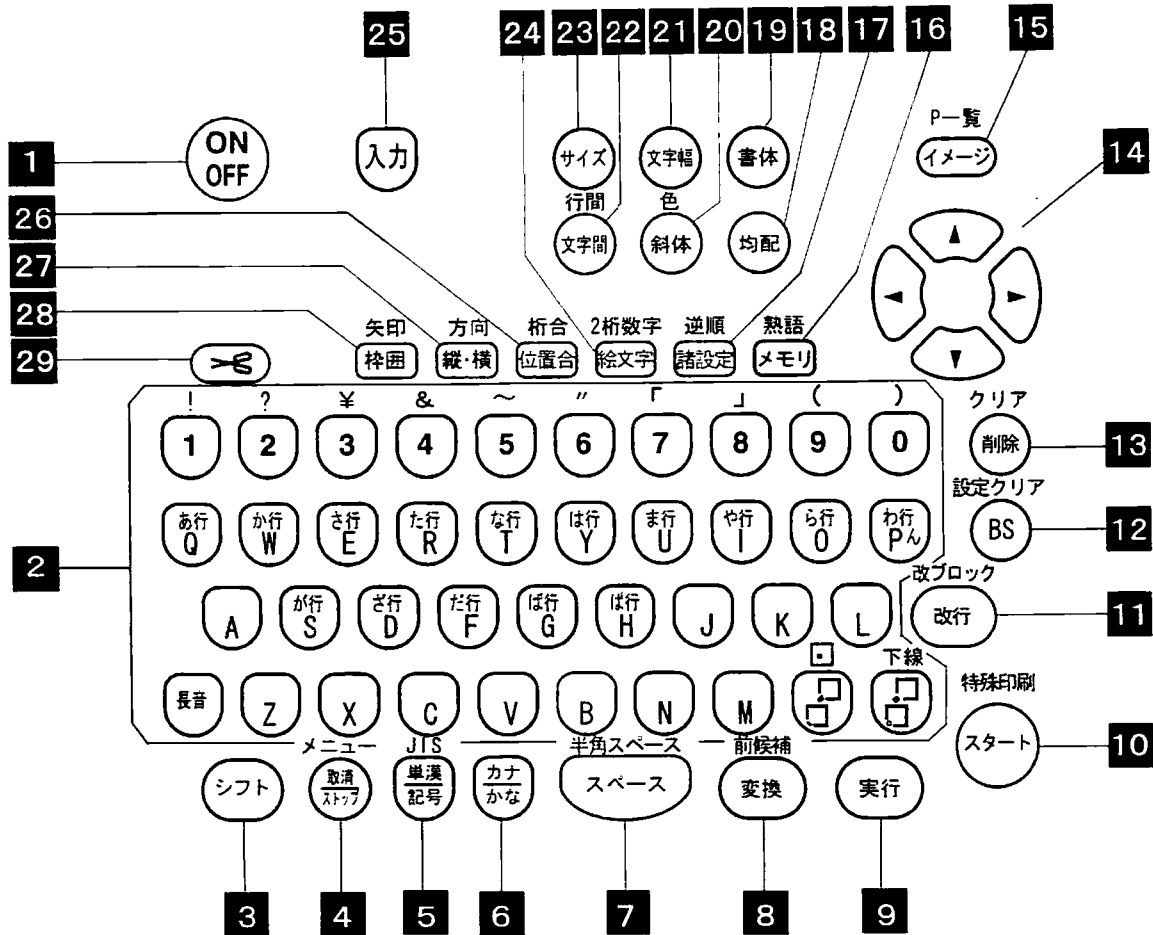 25 24 23 22 21 20 19 18 17 16 15
P一覧
1 ON OFF 入力 サイズ 文字幅 書体 イメージ 14
行間 色
26 文字間 斜体 均配
27
28 矢印 方向 桁合 2桁数字 逆順 熟語
29 枠囲 縦・横 位置合 絵文字 諸設定 メモリ
! ? ¥ & ～ 〃 「 」 ( ) クリア
1 2 3 4 5 6 7 8 9 0 削除 13
設定クリア
2 あ行 Q か行 W さ行 E た行 R な行 T は行 Y ま行 U や行 I ら行 O わ行 Pん BS 12
改ブロック
A が行 S ざ行 D だ行 F ば行 G ぱ行 H J K L 改行 11
下線 特殊印刷
長音 Z X C V B N M スタート 10
メニュー JIS 半角スペース 前候補
シフト 取消 ストップ 単漢 記号 カナ かな スペース 変換 実行
3 4 5 6 7 8 9